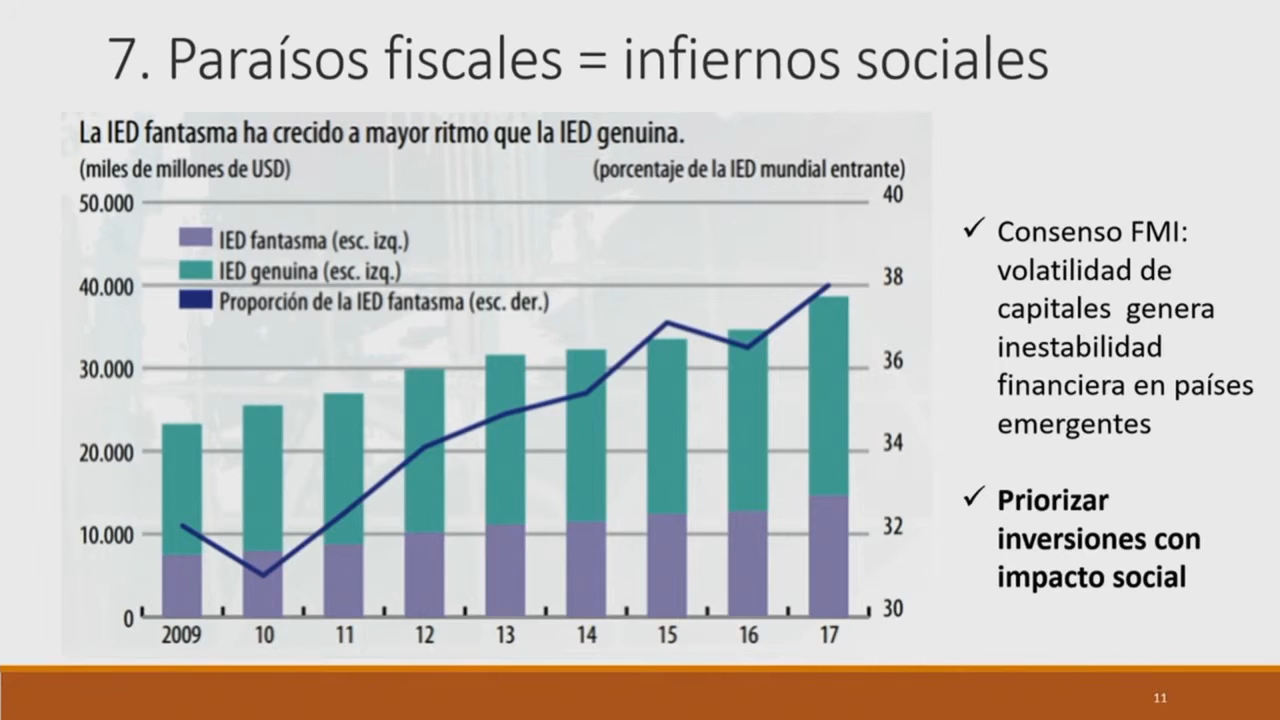 7. Paraísos fiscales = infiernos sociales
La IED fantasma ha crecido a mayor ritmo que la IED genuina.
(miles de millones de USD)
(porcentaje de la IED mundial entrante)
50.000
40.000
30.000
20.000
10.000
0
IED fantasma (esc. izq.)
IED genuina (esc. izq.)
Proporción de la IED fantasma (esc. der.)
40
38
36
34
32
30
2009 10 11 12 13 14 15 16 17
✓ Consenso FMI:
volatilidad de
capitales genera
inestabilidad
financiera en países
emergentes
✓ Priorizar
inversiones con
impacto social
11